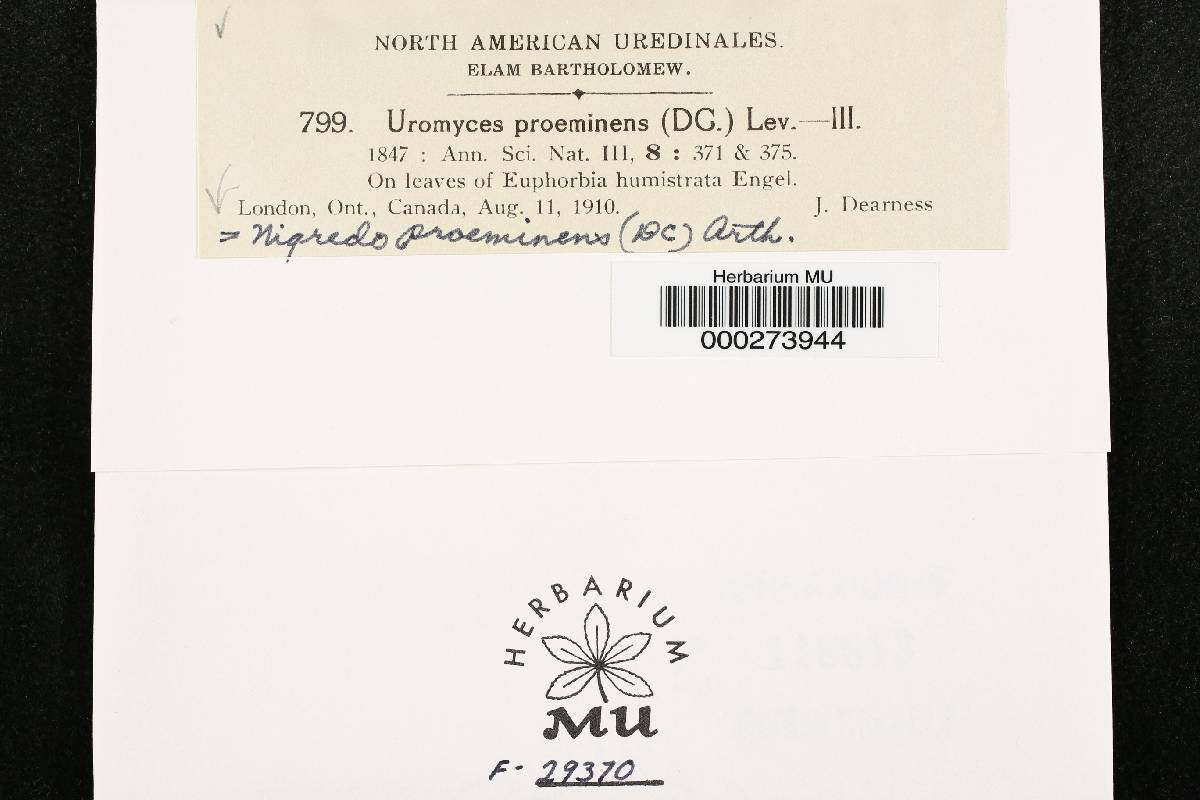 NORTH AMERICAN UREDINALES.
ELAM BARTHOLOMEW.
799. Uromyces proeminens (DC.) Lev.—III.
1847 : Ann. Sci. Nat. III, 8 : 371 & 375.
On leaves of Euphorbia humistrata Engel.
London, Ont., Canada, Aug. 11, 1910. J. Dearness
= Nigredo proeminens (DC) Arth.
Herbarium MU
000273944
HERBARIUM
MU
F- 29370